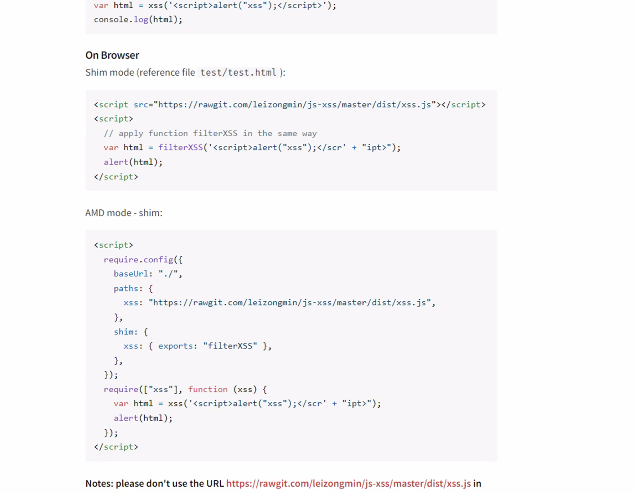 var html = xss('<script>alert("xss");</script>');
console.log(html);
On Browser
Shim mode (reference file test/test.html ):
<script src="https://rawgit.com/leizongmin/js-xss/master/dist/xss.js"></script>
<script>
// apply function filterXSS in the same way
var html = filterXSS('<script>alert("xss");</scr' + "ipt>");
alert(html);
</script>
AMD mode - shim:
<script>
require.config({
baseUrl: "./",
paths: {
xss: "https://rawgit.com/leizongmin/js-xss/master/dist/xss.js",
},
shim: {
xss: { exports: "filterXSS" },
},
});
require(["xss"], function (xss) {
var html = xss('<script>alert("xss");</scr' + "ipt>");
alert(html);
});
</script>
Notes: please don't use the URL https://rawgit.com/leizongmin/js-xss/master/dist/xss.js in